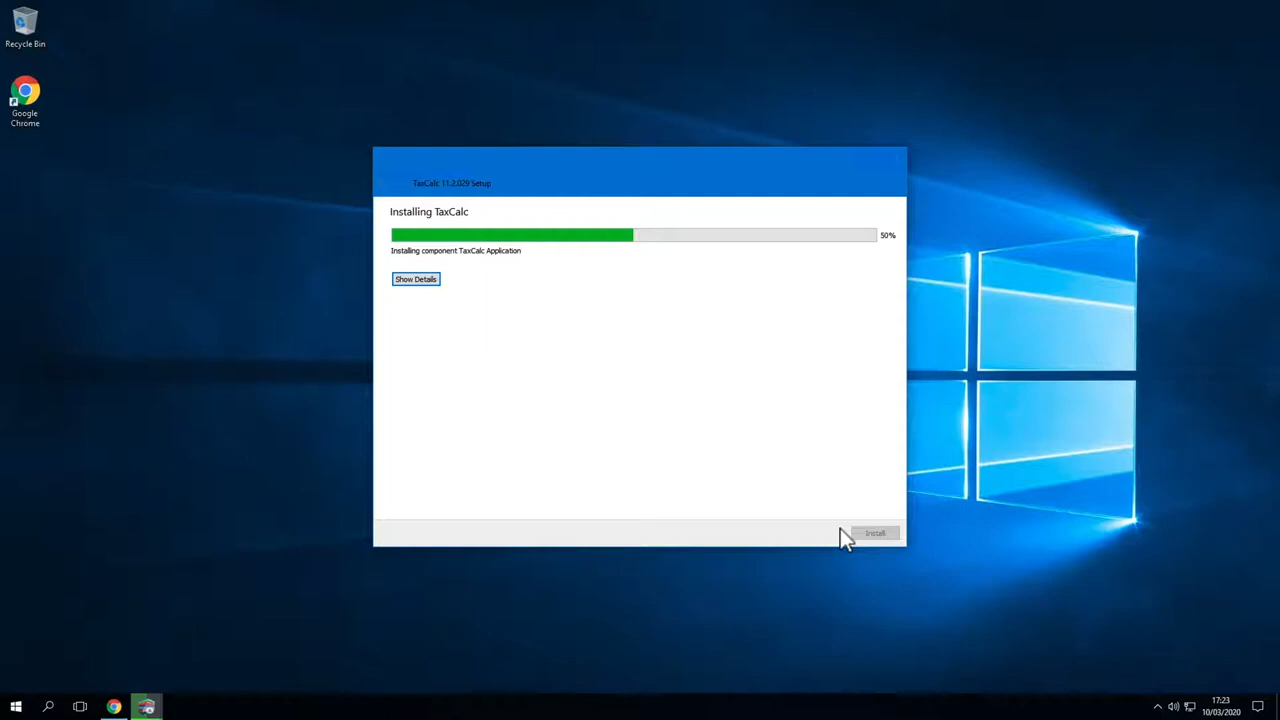 Recycle Bin
Google
Chrome
TaxCalc 11.2.029 Setup
Installing TaxCalc
50%
Installing component TaxCalc Application
Show Details
Install
17:23
10/03/2020